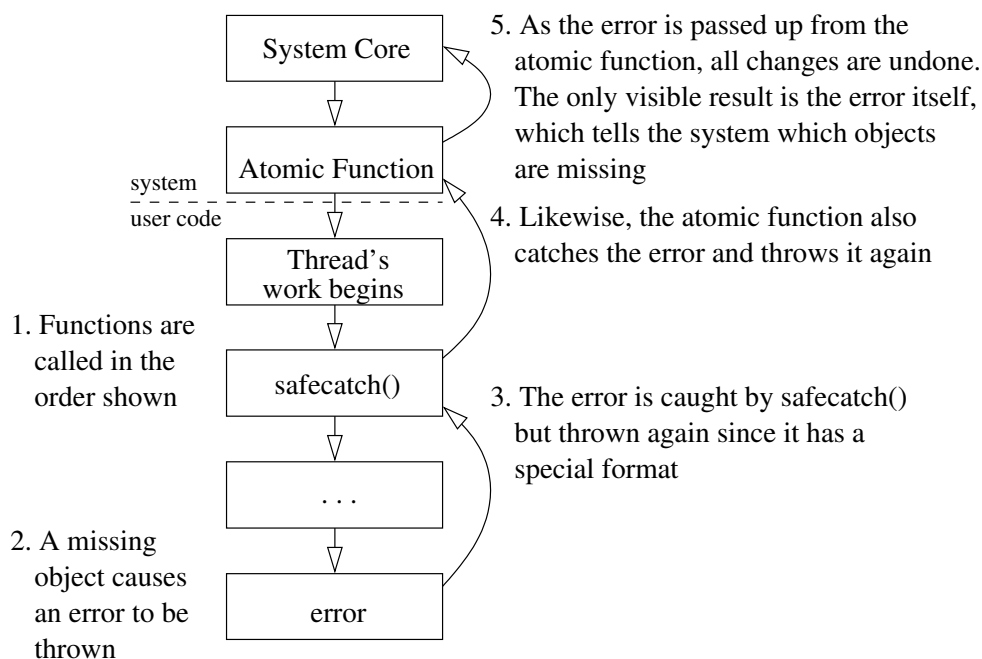 System Core
5. As the error is passed up from the
atomic function, all changes are undone.
The only visible result is the error itself,
which tells the system which objects
are missing
Atomic Function
system
user code
4. Likewise, the atomic function also
catches the error and throws it again
Thread's
work begins
1. Functions are
called in the
order shown
safecatch()
3. The error is caught by safecatch()
but thrown again since it has a
special format
. . .
2. A missing
object causes
an error to be
thrown
error